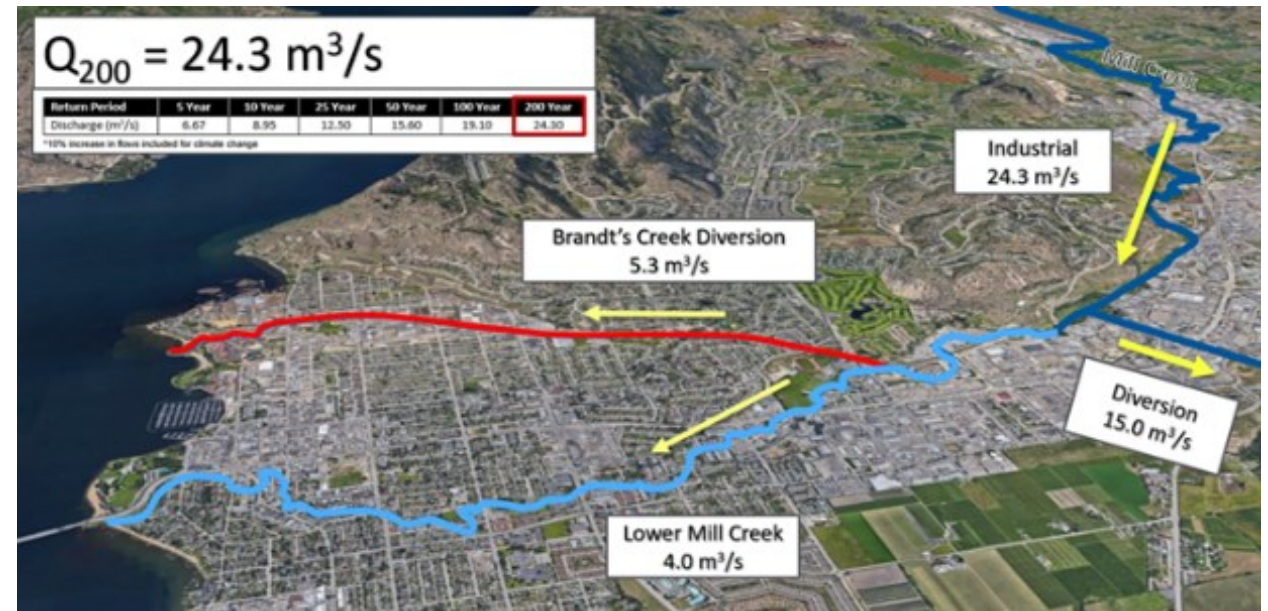 Q200 = 24.3 m³/s
Return Period 5 Year 10 Year 25 Year 50 Year 100 Year 200 Year
Discharge (m³/s) 6.67 8.95 12.50 15.60 19.10 24.30
*10% increase in flows included for climate change
Mill Creek
Industrial
24.3 m³/s
Brandt's Creek Diversion
5.3 m³/s
Diversion
15.0 m³/s
Lower Mill Creek
4.0 m³/s